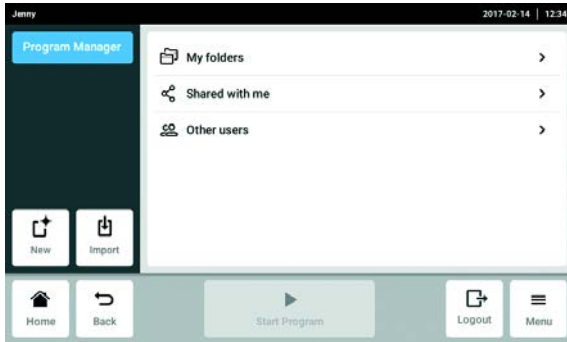 Jenny 2017-02-14 | 12:34
Program Manager
My folders
Shared with me
Other users
New Import
Home Back Start Program Logout Menu